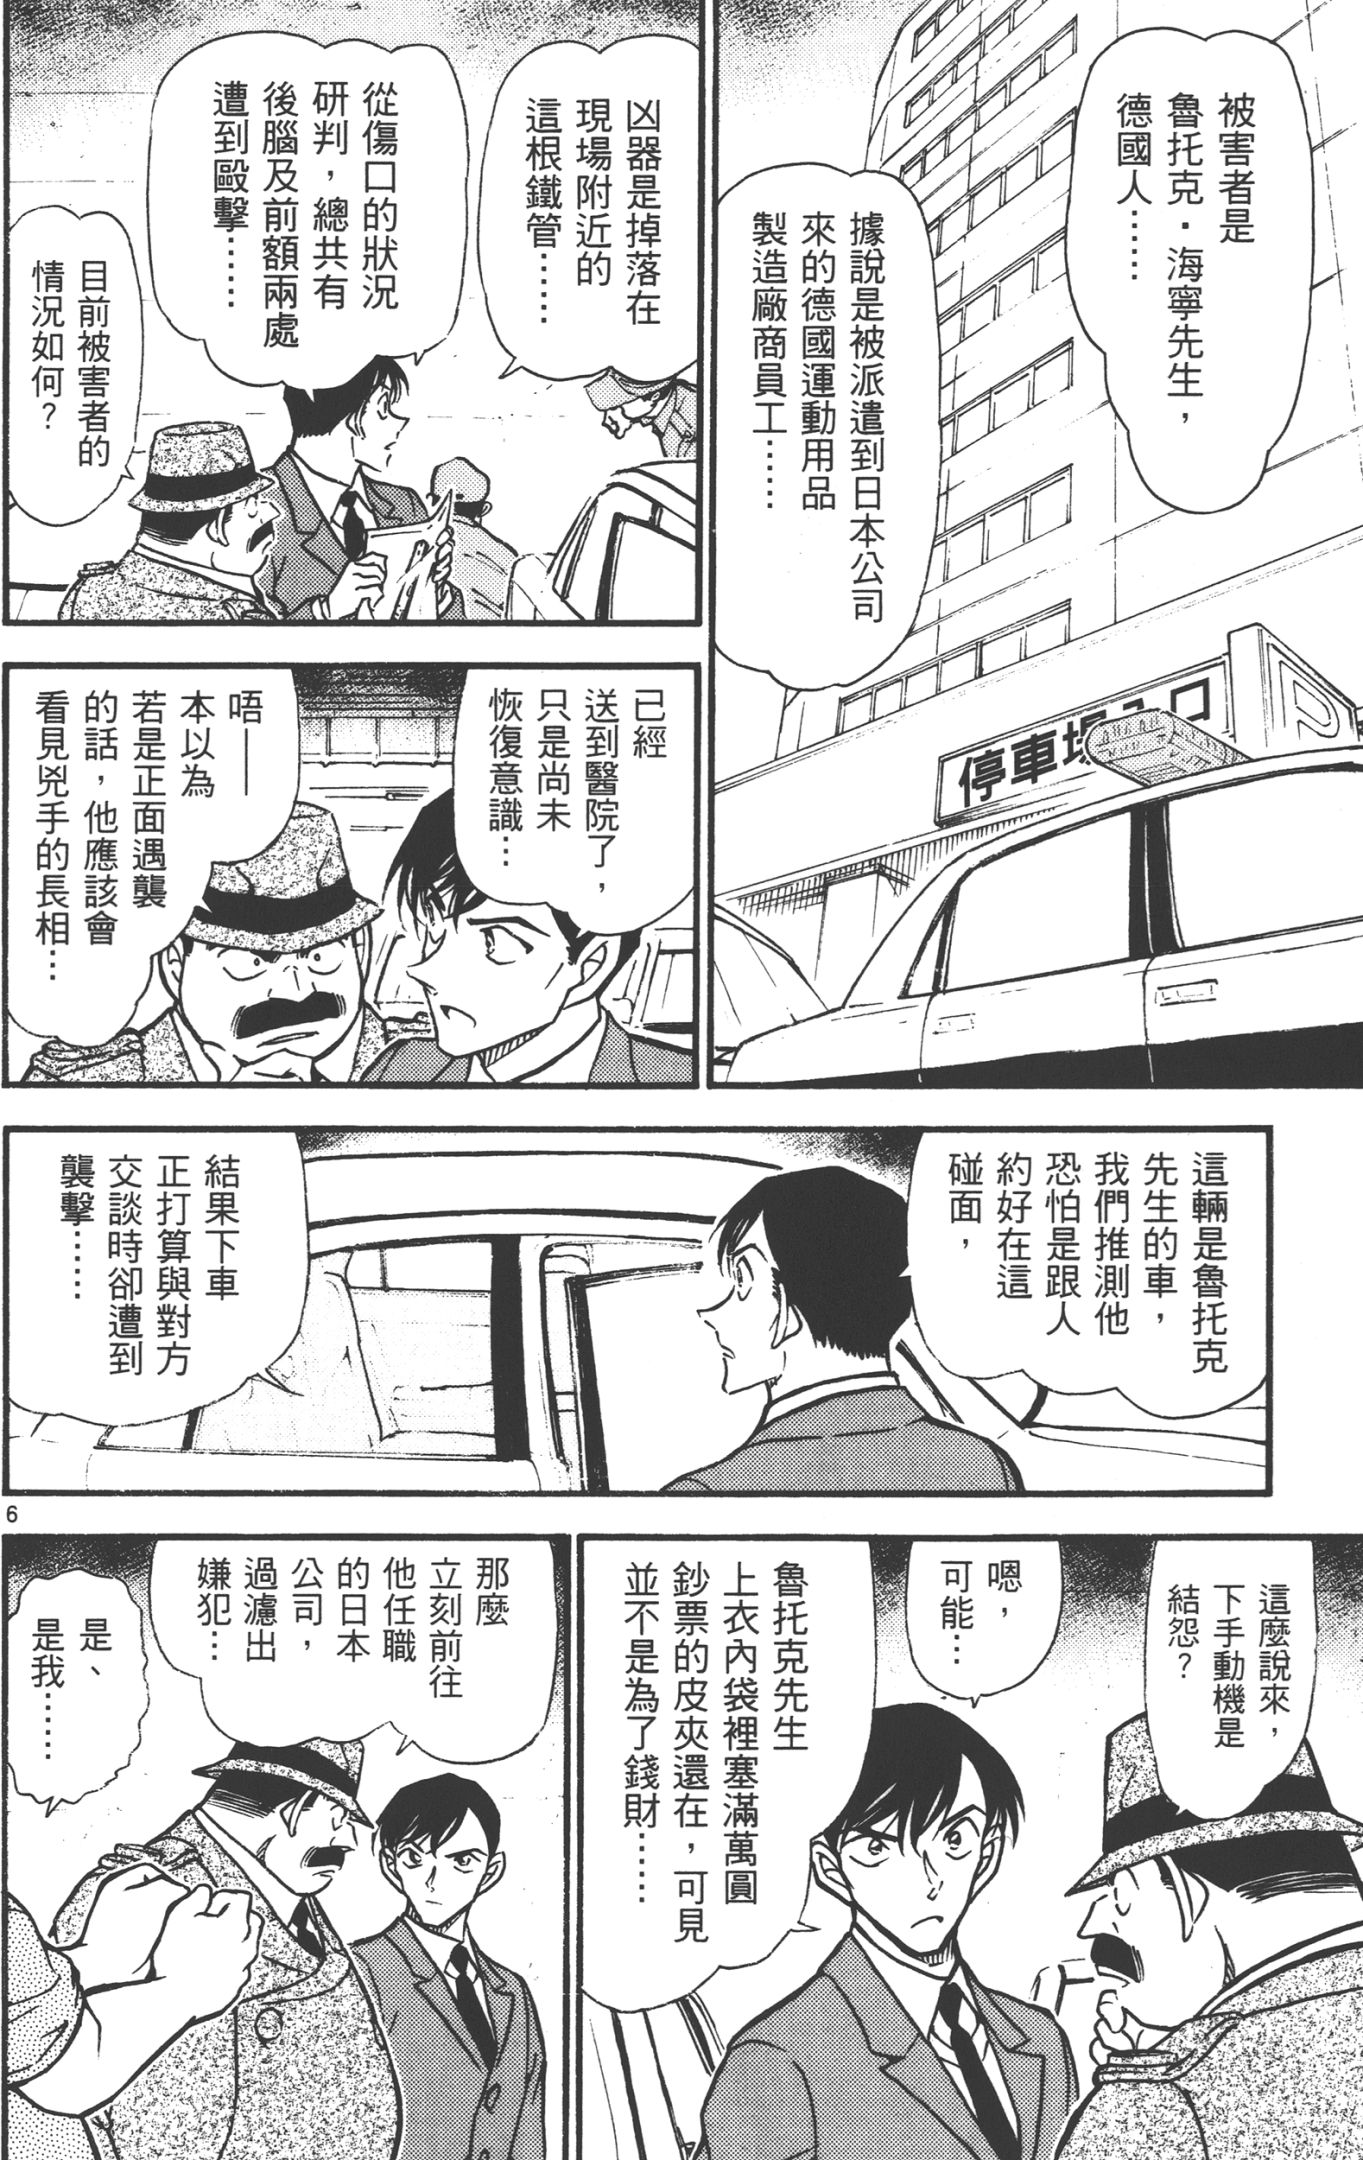 被害者是
魯托克·海寧先生，
德國人……
據說是被派遣到日本公司
來的德國運動用品
製造廠商員工……
停車場入口
P
凶器是掉落在
現場附近的
這根鐵管……
從傷口的狀況
研判，總共有
後腦及前額兩處
遭到毆擊……
目前被害者的
情況如何？
已經
送到醫院了，
只是尚未
恢復意識…
唔——
本以為
若是正面遇襲
的話，他應該會
看見兇手的長相…
這輛是魯托克
先生的車，
我們推測他
恐怕是跟人
約好在這
碰面，
結果下車
正打算與對方
交談時卻遭到
襲擊……
這麼說來，
下手動機是
結怨？
嗯，
可能…
魯托克先生
上衣內袋裡塞滿萬圓
鈔票的皮夾還在，可見
並不是為了錢財……
那麼
立刻前往
他任職
的日本
公司，
過濾出
嫌犯…
是、
是我……
6